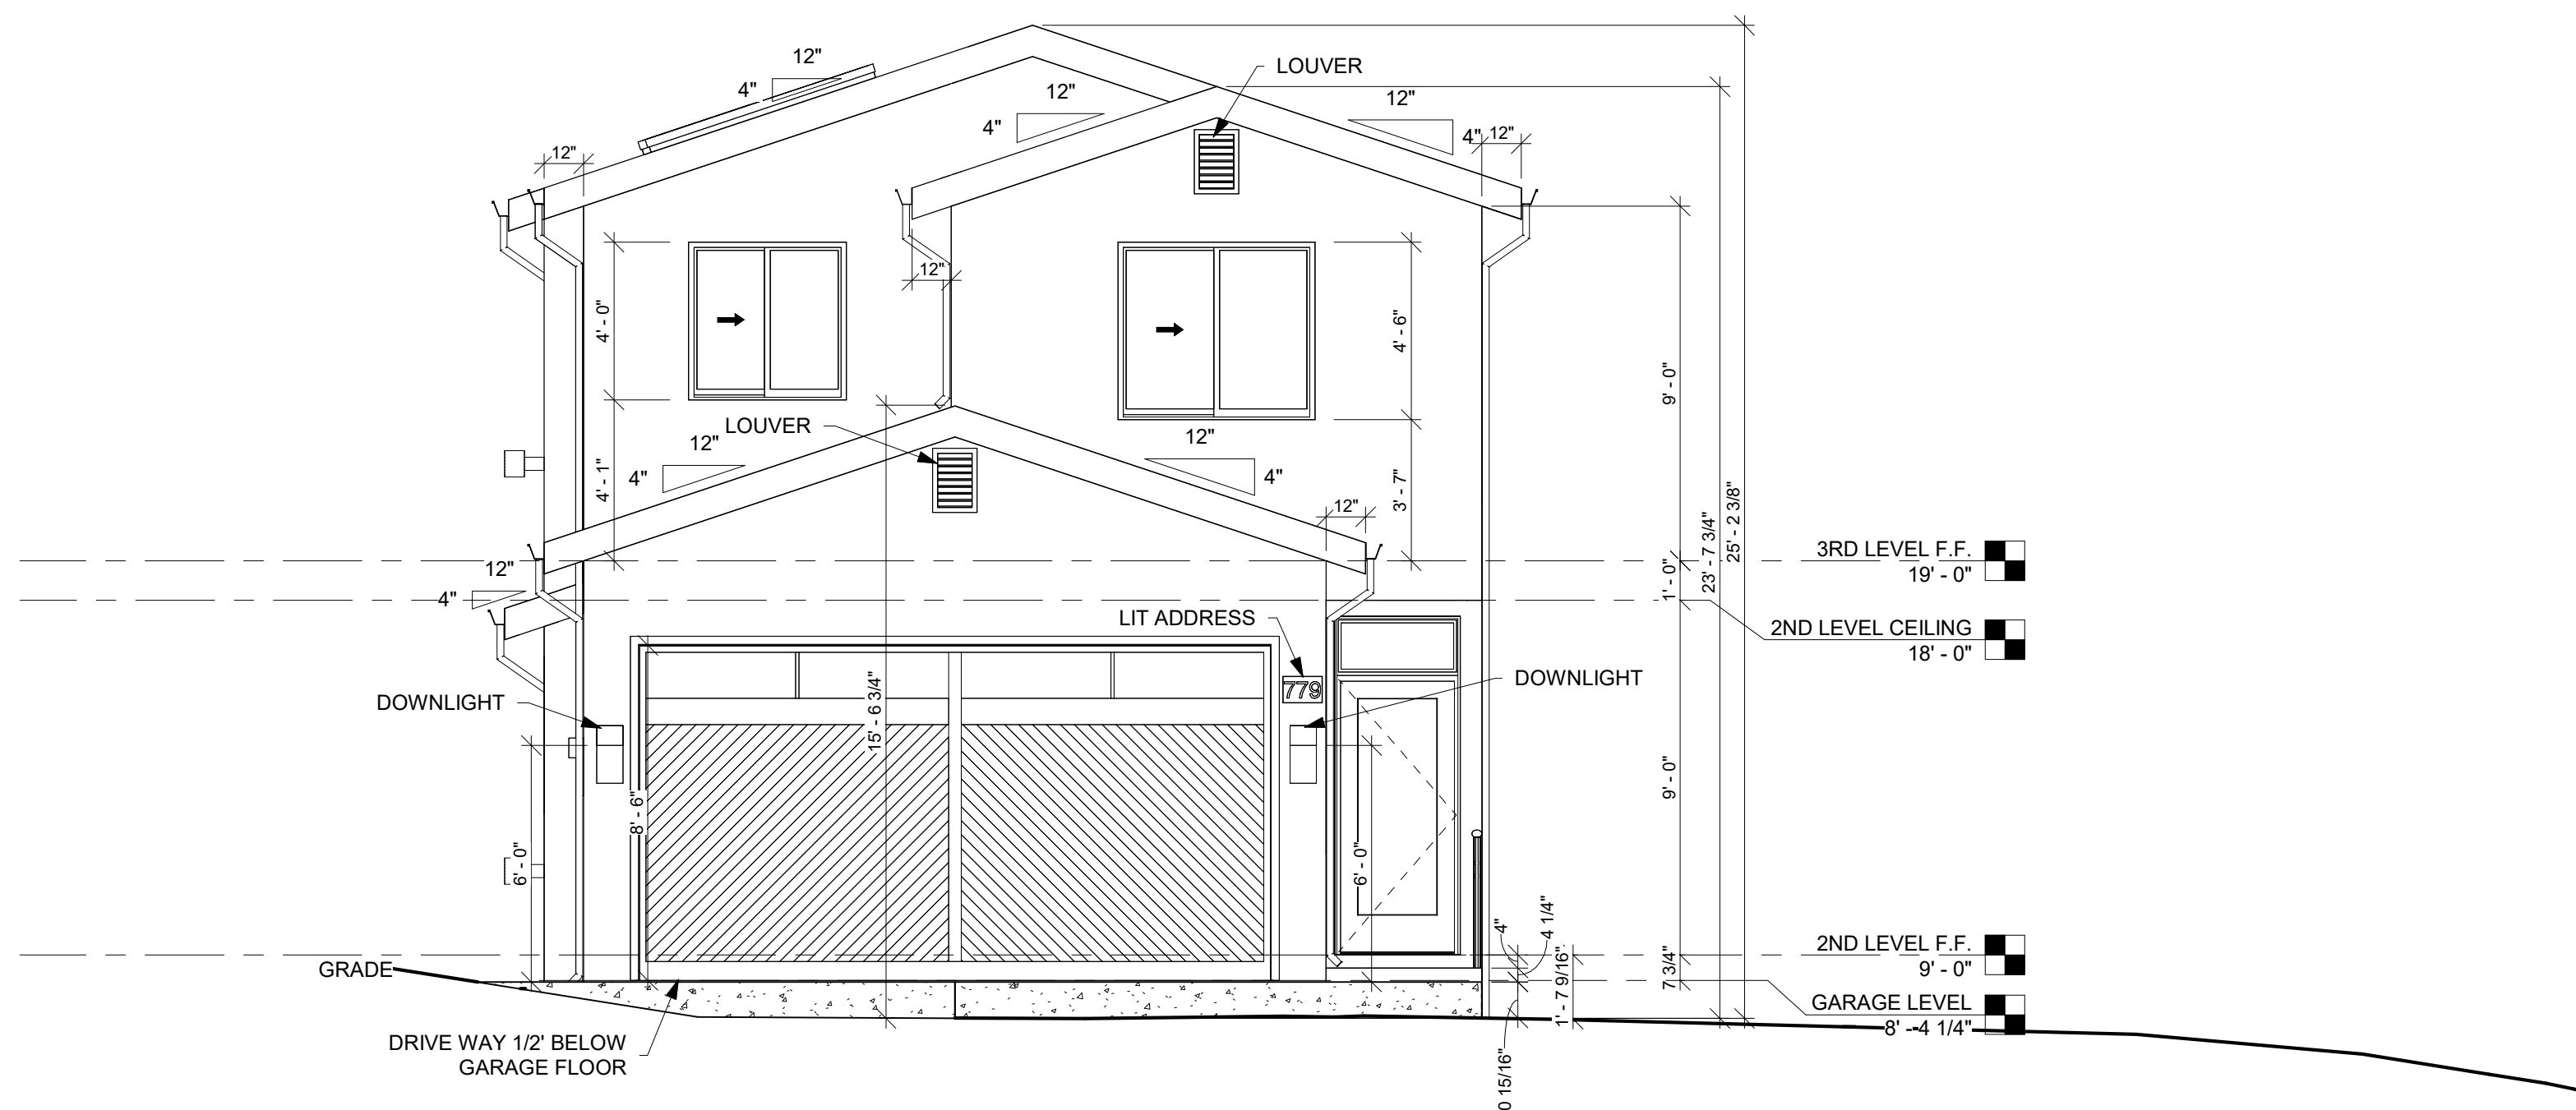 12"
4"
LOUVER
12"
4"
12"
4"
12"
12"
12"
4' - 0"
4' - 6"
9' - 0"
LOUVER
12"
4"
12"
4"
4' - 1"
3' - 7"
12"
23' - 7 3/4"
25' - 2 3/8"
3RD LEVEL F.F.
19' - 0"
12"
4"
1' - 0"
LIT ADDRESS
2ND LEVEL CEILING
18' - 0"
DOWNLIGHT
779
DOWNLIGHT
15' - 6 3/4"
8' - 6"
6' - 0"
6' - 0"
9' - 0"
4"
4 1/4"
1' - 7 9/16"
7 3/4"
2ND LEVEL F.F.
9' - 0"
GRADE
GARAGE LEVEL
8' - 4 1/4"
DRIVE WAY 1/2' BELOW
GARAGE FLOOR
0 15/16"